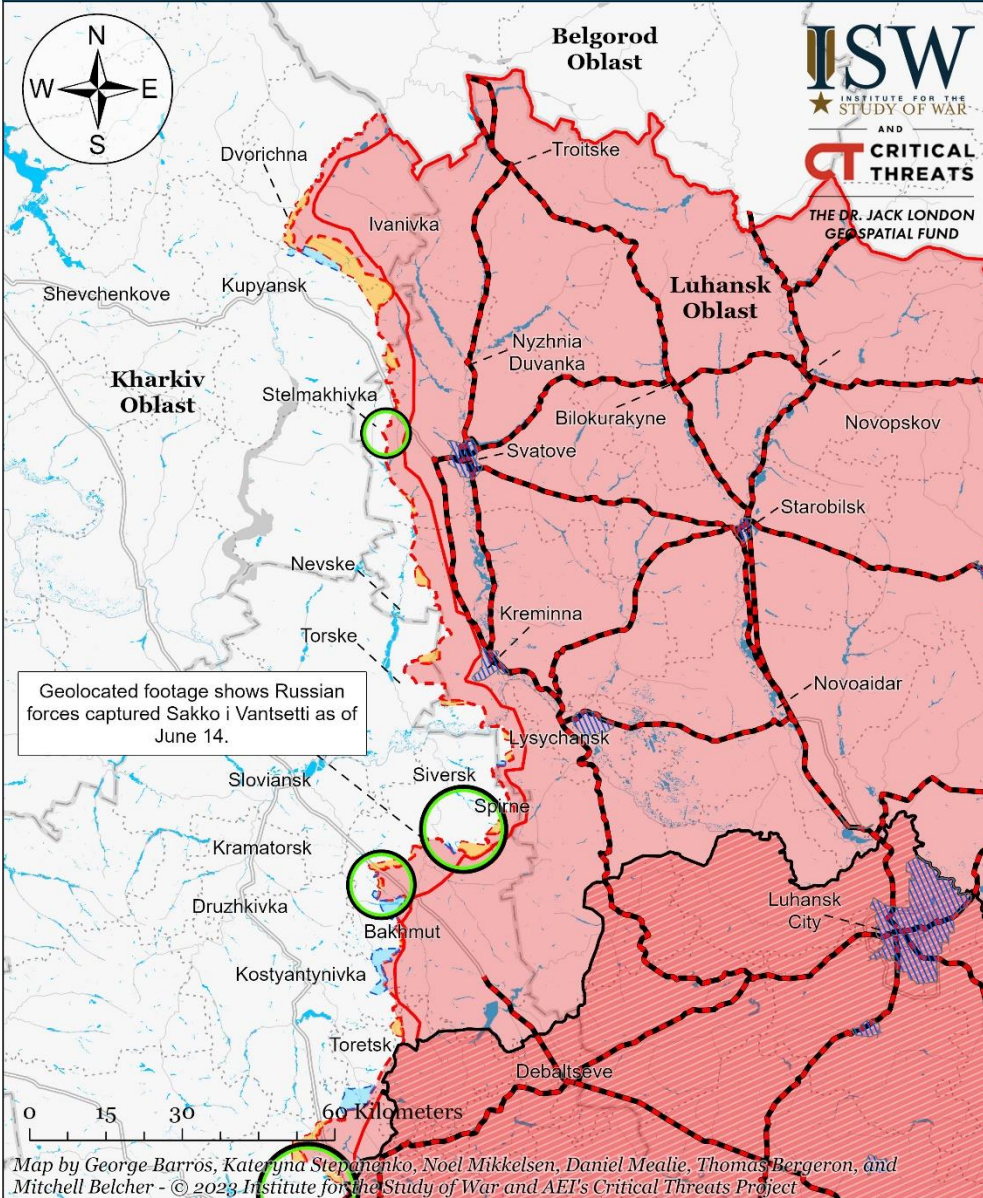 N
W
E
S
Belgorod
Oblast
ISW
INSTITUTE FOR THE
STUDY OF WAR
AND
CT CRITICAL
THREATS
THE DR. JACK LONDON
GEOSPATIAL FUND
Dvorichna
Troitske
Ivanivka
Shevchenkove
Kupyansk
Luhansk
Oblast
Kharkiv
Oblast
Nyzhnia
Duvanka
Stelmakhivka
Bilokurakyne
Novopskov
Svatove
Starobilsk
Nevske
Kreminna
Torske
Geolocated footage shows Russian
forces captured Sakko i Vantsetti as of
June 14.
Novoaidar
Lysychansk
Sloviansk
Siversk
Spirne
Kramatorsk
Druzhkivka
Luhansk
City
Bakhmut
Kostyantynivka
Toretsk
Debaltseve
0 15 30 60 Kilometers
Map by George Barros, Kateryna Stepanenko, Noel Mikkelsen, Daniel Mealie, Thomas Bergeron, and
Mitchell Belcher - © 2023 Institute for the Study of War and AEI's Critical Threats Project